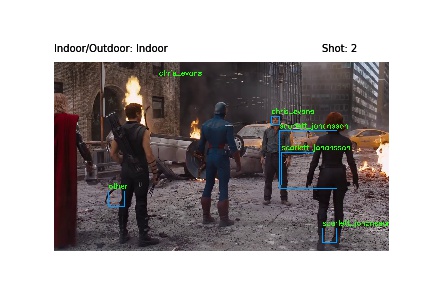 Indoor/Outdoor: Indoor
Shot: 2
chris_evans
chris_evans
scarlett_johansson
scarlett_johansson
other
scarlett_johansson